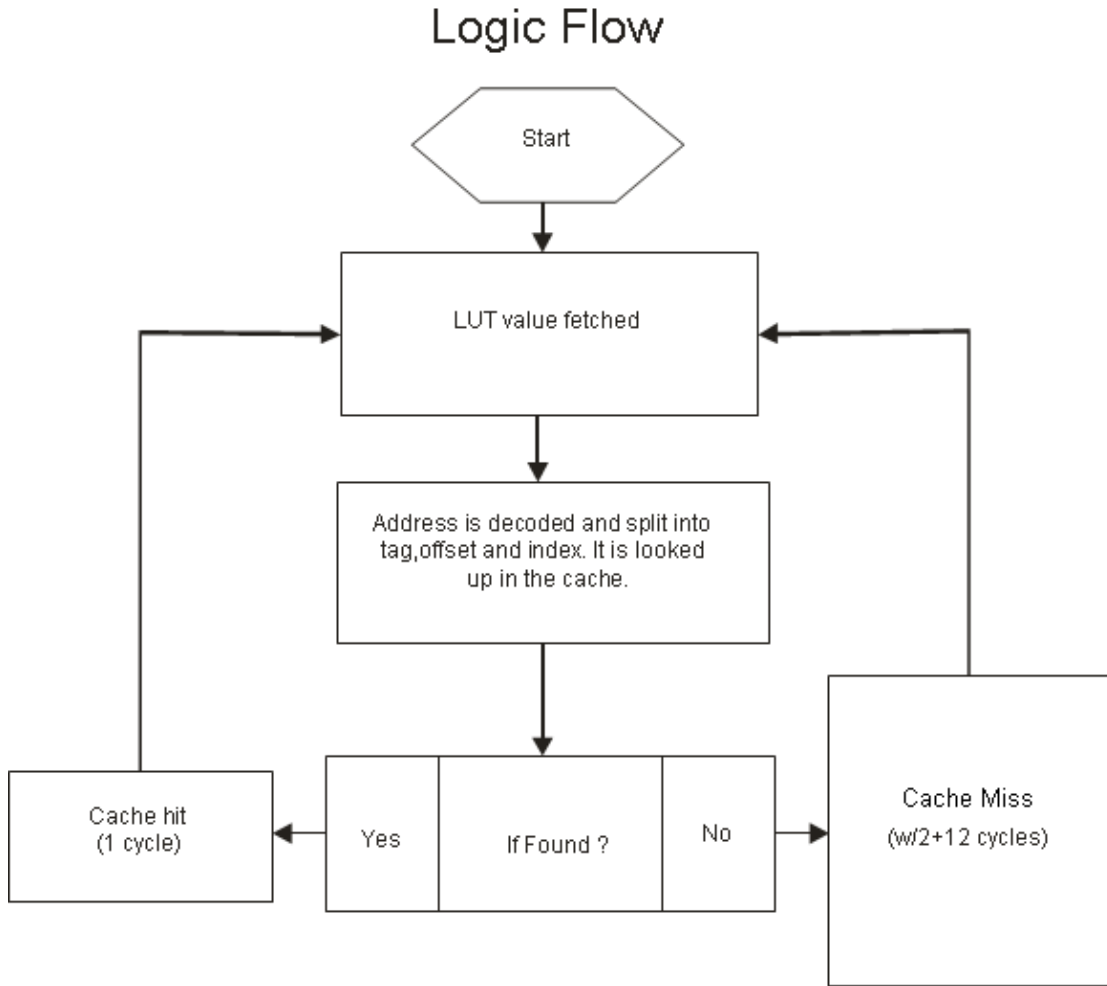 Logic Flow
Start
LUT value fetched
Address is decoded and split into
tag,offset and index. It is looked
up in the cache.
Cache hit
(1 cycle)
Yes
If Found ?
No
Cache Miss
(w/2+12 cycles)